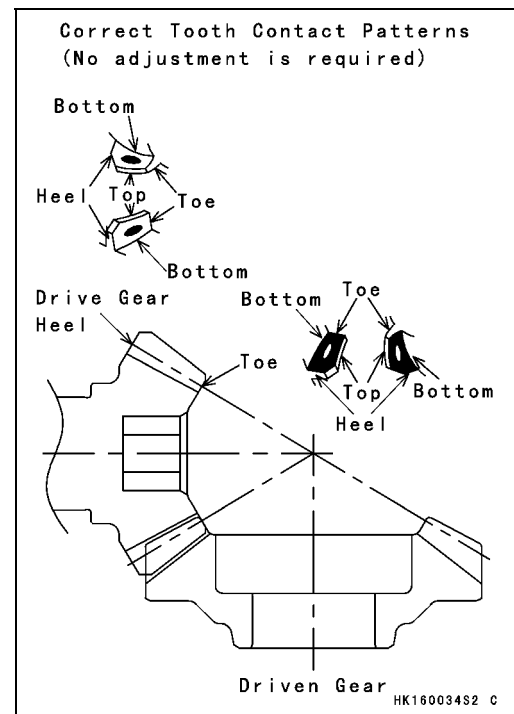 Correct Tooth Contact Patterns
(No adjustment is required)
Bottom
Heel
Top
Toe
Bottom
Drive Gear
Heel
Toe
Bottom
Toe
Top
Bottom
Heel
Driven Gear
HK160034S2 C